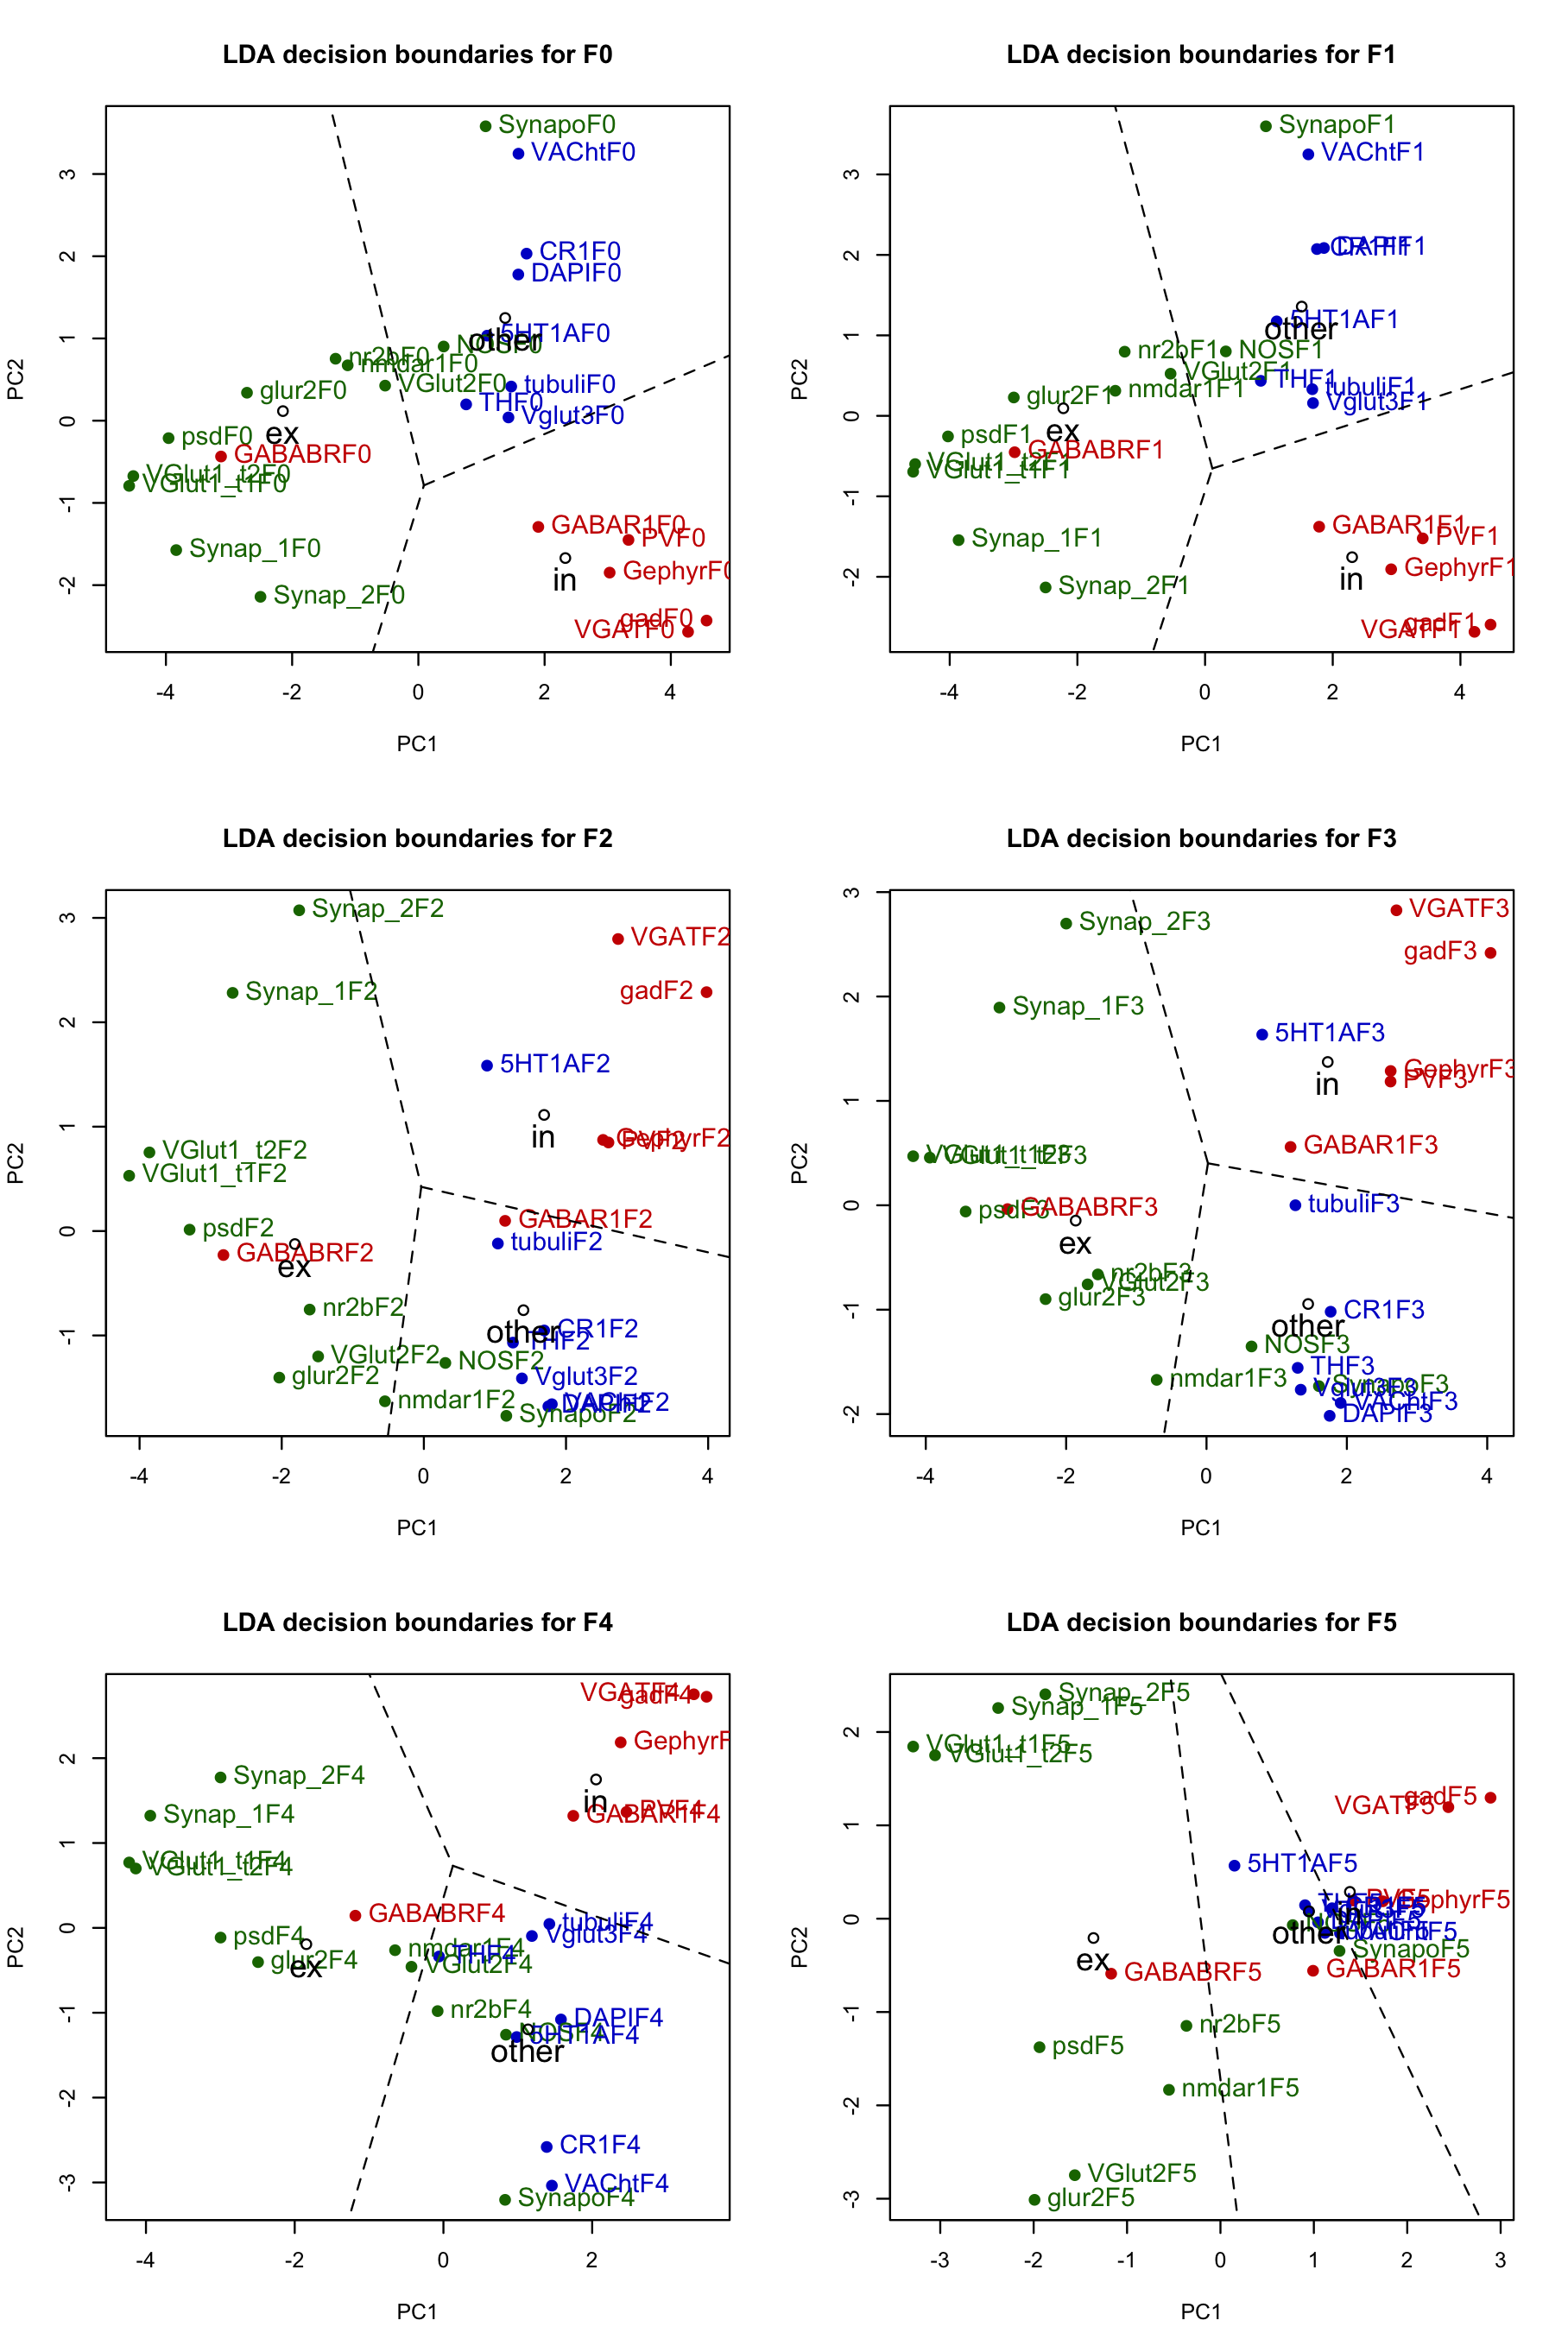 LDA decision boundaries for F0
SynapoF0
VAChtF0
CR1F0
DAPIF0
5HT1AF0
other
NOSF0
nr2bF0
nmdar1F0
VGlut2F0
tubuliF0
glur2F0
THF0
Vglut3F0
ex
psdF0
GABABRF0
VGlut1_t2F0
VGlut1_t1F0
GABAR1F0
PVF0
Synap_1F0
in
GephyrF0
Synap_2F0
gadF0
VGATF0
3
2
1
0
-1
-2
PC2
-4 -2 0 2 4
PC1
LDA decision boundaries for F1
SynapoF1
VAChtF1
DAPIF1
CR1F1
5HT1AF1
other
nr2bF1
NOSF1
VGlut2F1
THF1
nmdar1F1
tubuliF1
glur2F1
Vglut3F1
ex
psdF1
GABABRF1
VGlut1_t2F1
VGlut1_t1F1
GABAR1F1
PVF1
Synap_1F1
in
GephyrF1
Synap_2F1
gadF1
VGATF1
3
2
1
0
-1
-2
PC2
-4 -2 0 2 4
PC1
LDA decision boundaries for F2
Synap_2F2
VGATF2
Synap_1F2
gadF2
5HT1AF2
in
GephyrF2
PVF2
VGlut1_t2F2
VGlut1_t1F2
psdF2
GABAR1F2
tubuliF2
GABABRF2
ex
nr2bF2
other
CR1F2
THF2
VGlut2F2
NOSF2
glur2F2
Vglut3F2
nmdar1F2
VAChtF2
DAPIF2
SynapoF2
3
2
1
0
-1
PC2
-4 -2 0 2 4
PC1
LDA decision boundaries for F3
VGATF3
Synap_2F3
gadF3
Synap_1F3
5HT1AF3
in
GephyrF3
PVF3
GABAR1F3
VGlut1_t1F3
VGlut1_t2F3
psdF3
GABABRF3
tubuliF3
ex
nr2bF3
VGlut2F3
glur2F3
CR1F3
other
NOSF3
nmdar1F3
THF3
SynapoF3
Vglut3F3
VAChtF3
DAPIF3
3
2
1
0
-1
-2
PC2
-4 -2 0 2 4
PC1
LDA decision boundaries for F4
VGATF4
gadF4
GephyrF
in
PVF4
GABAR1F4
Synap_2F4
Synap_1F4
VGlut1_t1F4
VGlut1_t2F4
GABABRF4
tubuliF4
Vglut3F4
psdF4
nmdar1F4
THF4
glur2F4
VGlut2F4
ex
nr2bF4
DAPIF4
NOSF4
5HT1AF4
other
CR1F4
VAChtF4
SynapoF4
2
1
0
-1
-2
-3
PC2
-4 -2 0 2
PC1
LDA decision boundaries for F5
Synap_2F5
Synap_1F5
VGlut1_t1F5
VGlut1_t2F5
gadF5
VGATF5
5HT1AF5
PVF5
GephyrF5
THF5
in
other
VAChtF5
SynapoF5
ex
GABABRF5
GABAR1F5
nr2bF5
psdF5
nmdar1F5
VGlut2F5
glur2F5
2
1
0
-1
-2
-3
PC2
-3 -2 -1 0 1 2 3
PC1